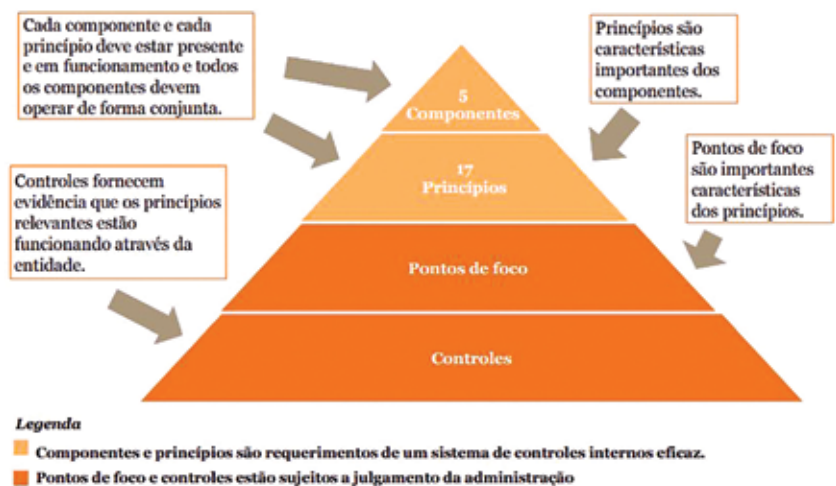 Cada componente e cada
princípio deve estar presente
e em funcionamento e todos
os componentes devem
operar de forma conjunta.
Princípios são
características
importantes dos
componentes.
5
Componentes
17
Princípios
Pontos de foco
são importantes
características
dos princípios.
Controles fornecem
evidência que os princípios
relevantes estão
funcionando através da
entidade.
Pontos de foco
Controles
Legenda
Componentes e princípios são requerimentos de um sistema de controles internos eficaz.
Pontos de foco e controles estão sujeitos a julgamento da administração